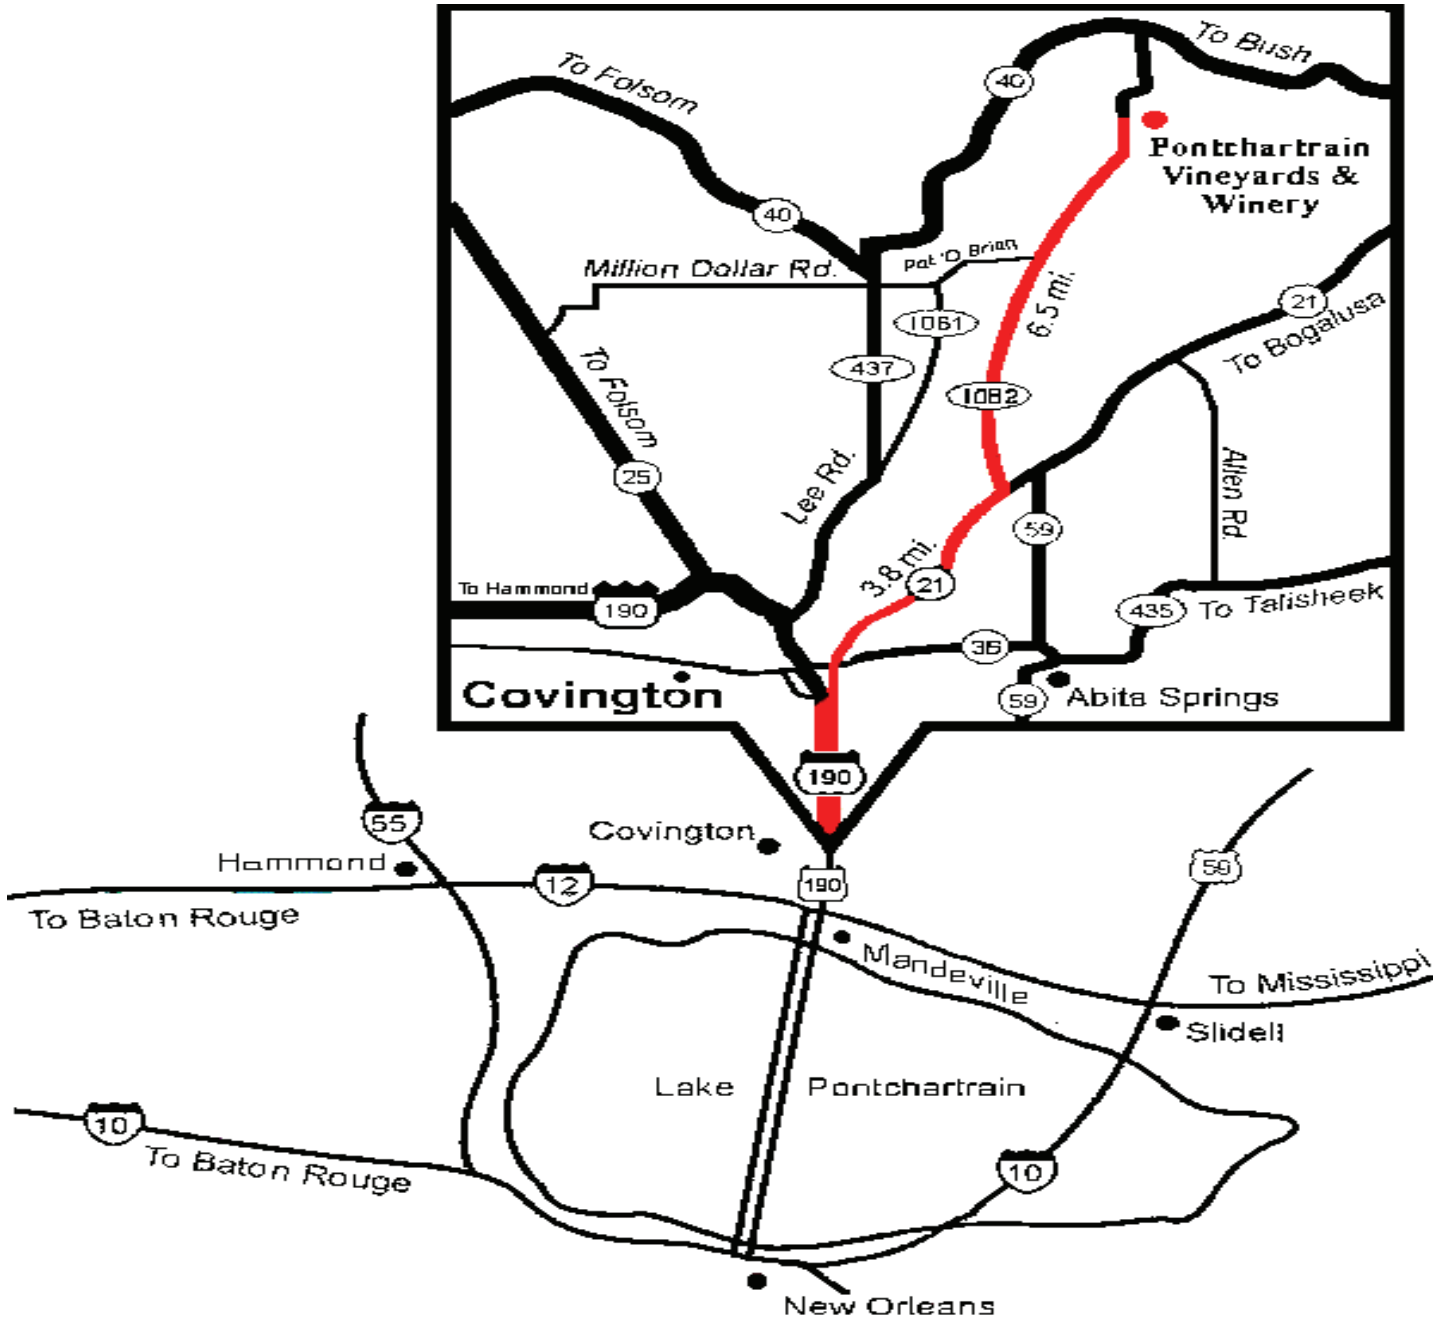 To Bush
To Folsom
40
Pontchartrain
Vineyards &
Winery
40
Pat 'O Brian
Million Dollar Rd.
6.5 mi.
21
1081
To Bogalusa
437
To Folsom
1082
25
Lee Rd.
Allen Rd.
59
3.8 mi.
21
To Hammond
190
435
To Talisheek
36
Covington
59
Abita Springs
190
55
Covington
Hammond
59
12
190
To Baton Rouge
Mandeville
To Mississippi
Slidell
Lake
Pontchartrain
10
To Baton Rouge
10
New Orleans